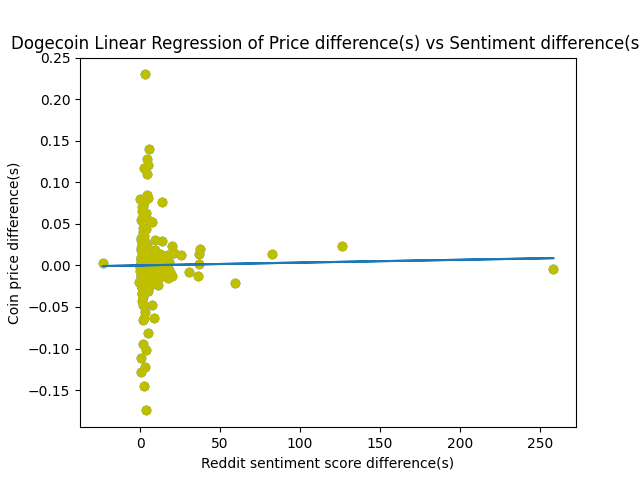 Dogecoin Linear Regression of Price difference(s) vs Sentiment difference(s
0.25
0.20
0.15
0.10
0.05
0.00
−0.05
−0.10
−0.15
Coin price difference(s)
0 50 100 150 200 250
Reddit sentiment score difference(s)